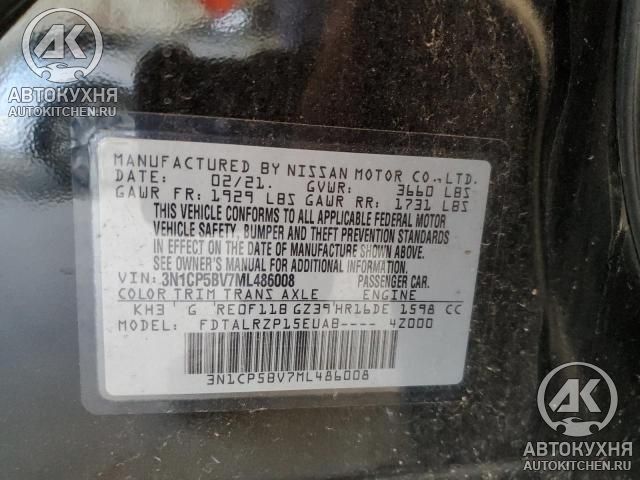 АК
АВТОКУХНЯ
AUTOKITCHEN.RU
MANUFACTURED BY NISSAN MOTOR CO.,LTD.
DATE: 02/21. GVWR: 3660 LBS
GAWR FR: 1929 LBS GAWR RR: 1731 LBS
THIS VEHICLE CONFORMS TO ALL APPLICABLE FEDERAL MOTOR
VEHICLE SAFETY, BUMPER AND THEFT PREVENTION STANDARDS
IN EFFECT ON THE DATE OF MANUFACTURE SHOWN ABOVE.
SEE OWNER'S MANUAL FOR ADDITIONAL INFORMATION.
VIN: 3N1CP5BV7ML486008 PASSENGER CAR.
COLOR TRIM TRANS AXLE ENGINE
KH3 G RE0F11B GZ39 HR16DE 1598 CC
MODEL: FDTALRZP15EUAB---- 4Z000
3N1CP5BV7ML486008
АК
АВТОКУХНЯ
AUTOKITCHEN.RU